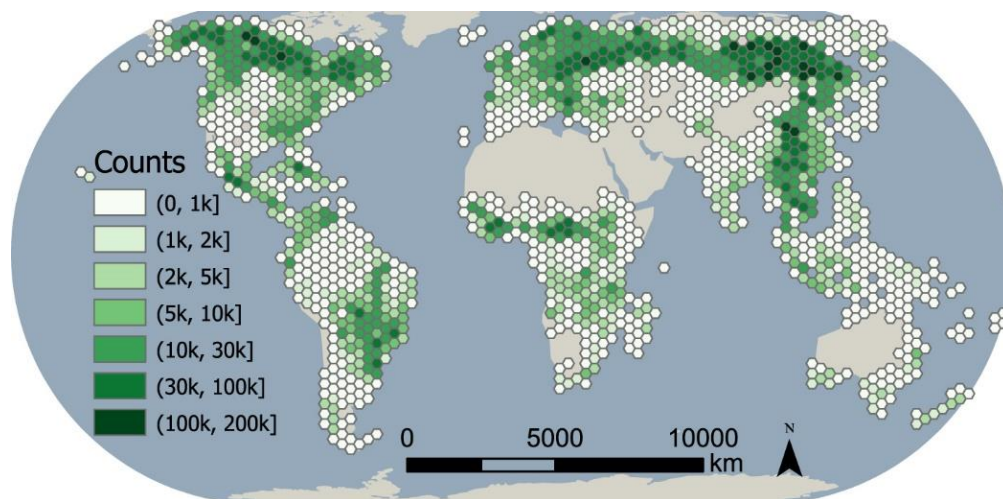 Counts
(0, 1k]
(1k, 2k]
(2k, 5k]
(5k, 10k]
(10k, 30k]
(30k, 100k]
(100k, 200k]
N
0 5000 10000
km